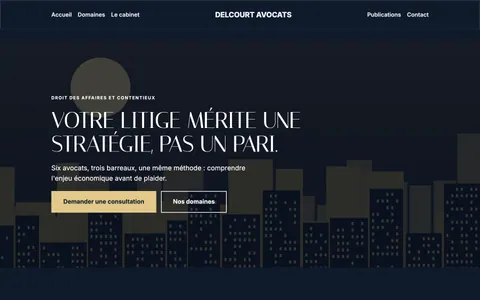 Accueil Domaines Le cabinet DELCOURT AVOCATS Publications Contact
DROIT DES AFFAIRES ET CONTENTIEUX
VOTRE LITIGE MÉRITE UNE
STRATÉGIE, PAS UN PARI.
Six avocats, trois barreaux, une même méthode : comprendre
l'enjeu économique avant de plaider.
Demander une consultation Nos domaines